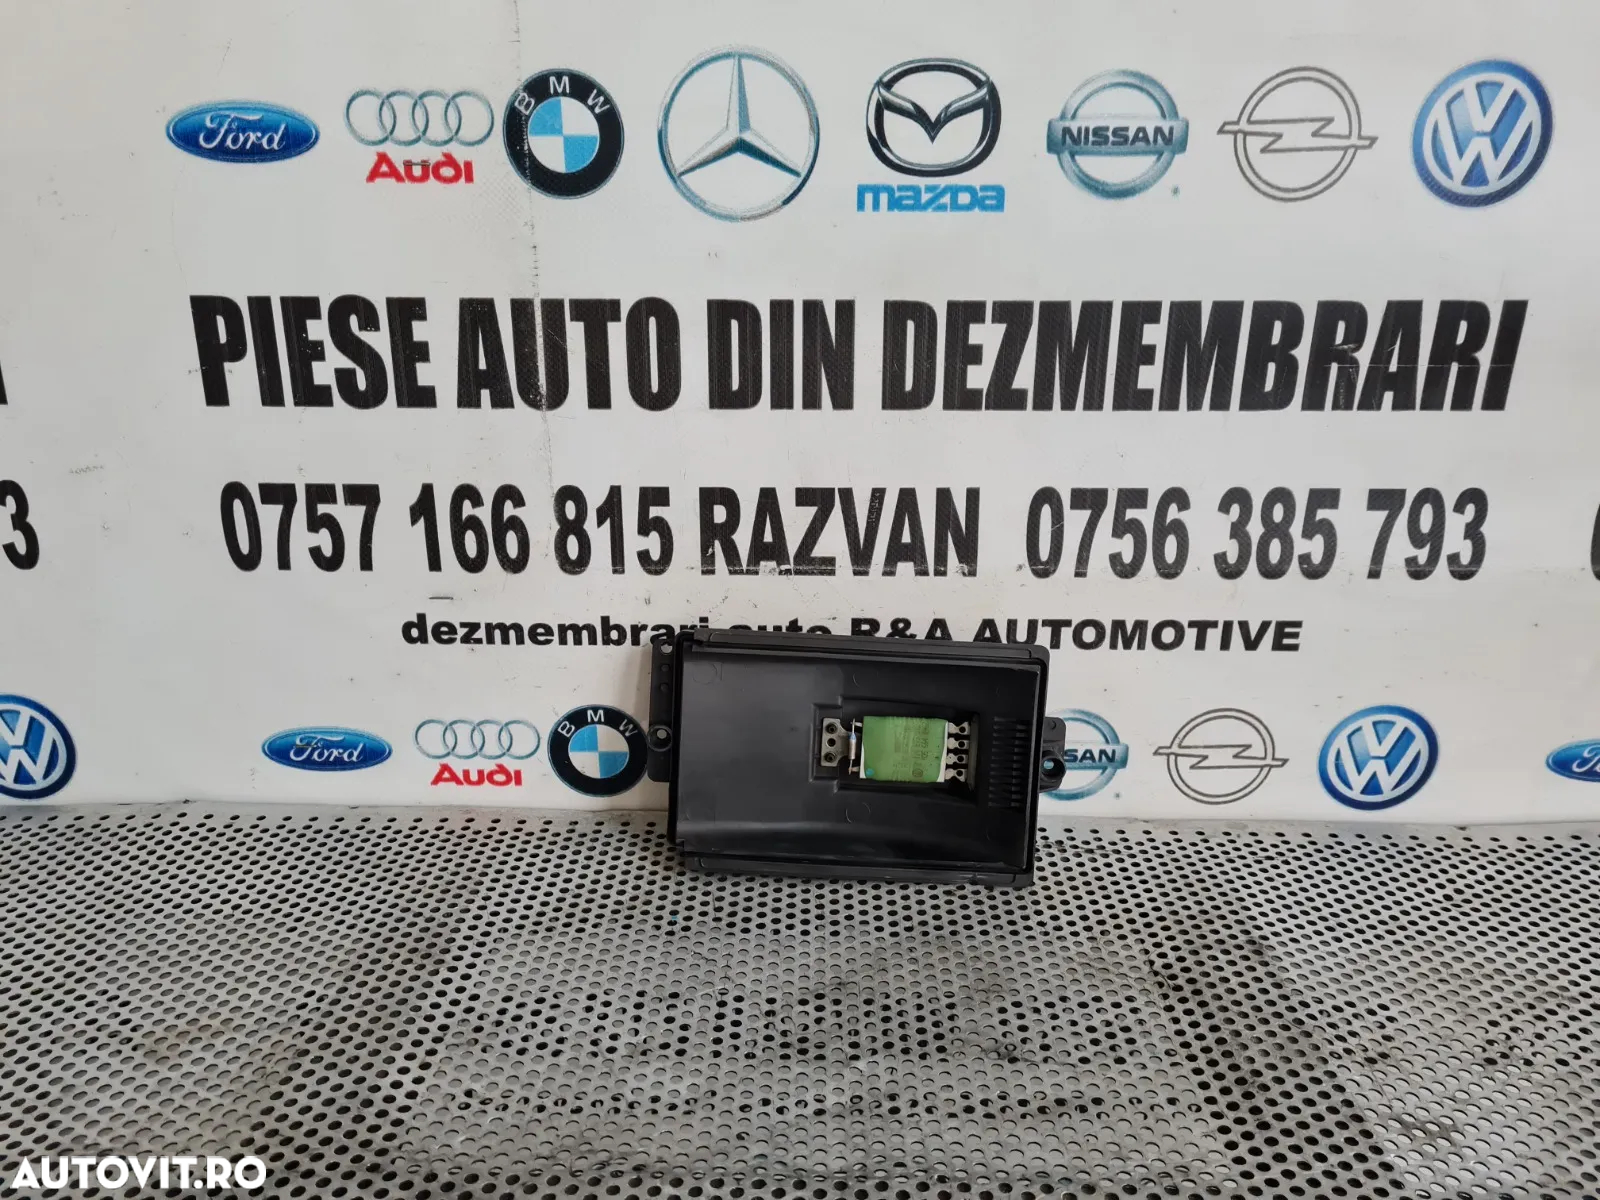 Ford Audi BMW mazda NISSAN
PIESE AUTO DIN DEZMEMBRARI
3 0757 166 815 RAZVAN 0756 385 793
dezmembrari auto R&A AUTOMOTIVE
Ford Audi BMW
AUTOVIT.RO